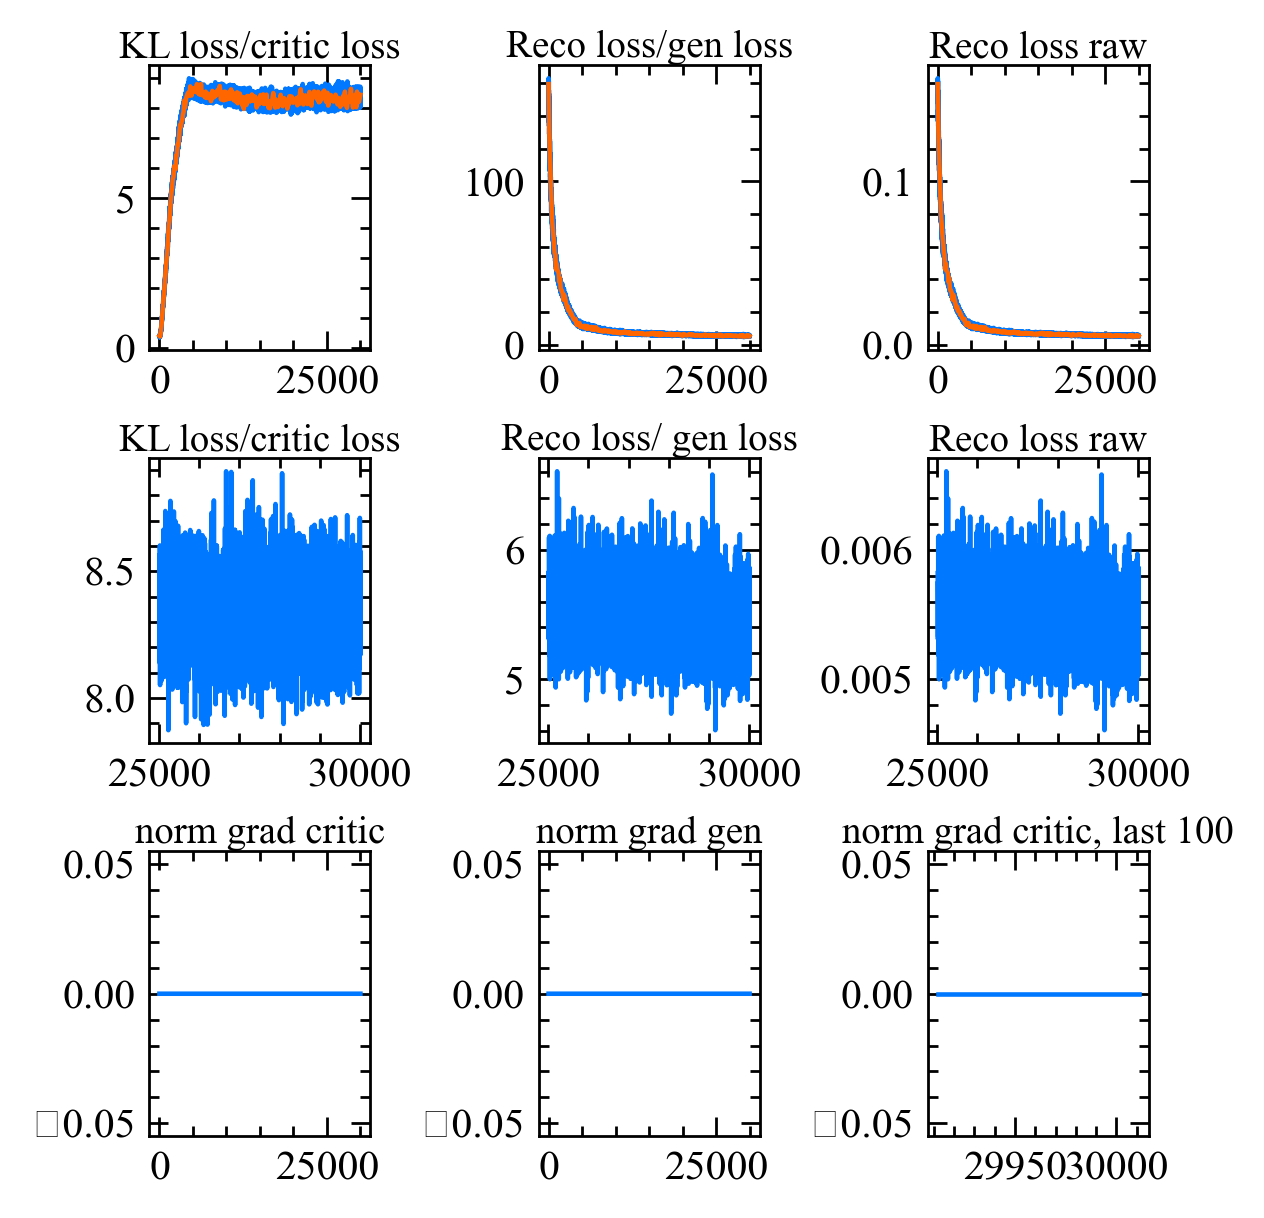 KL loss/critic loss Reco loss/gen loss Reco loss raw
5 100 0.1
0 0 0.0
0 25000 0 25000 0 25000
KL loss/critic loss Reco loss/ gen loss Reco loss raw
8.5 6 0.006
8.0 5 0.005
25000 30000 25000 30000 25000 30000
norm grad critic norm grad gen norm grad critic, last 100
0.05 0.05 0.05
0.00 0.00 0.00
□0.05 □0.05 □0.05
0 25000 0 25000 29950 30000